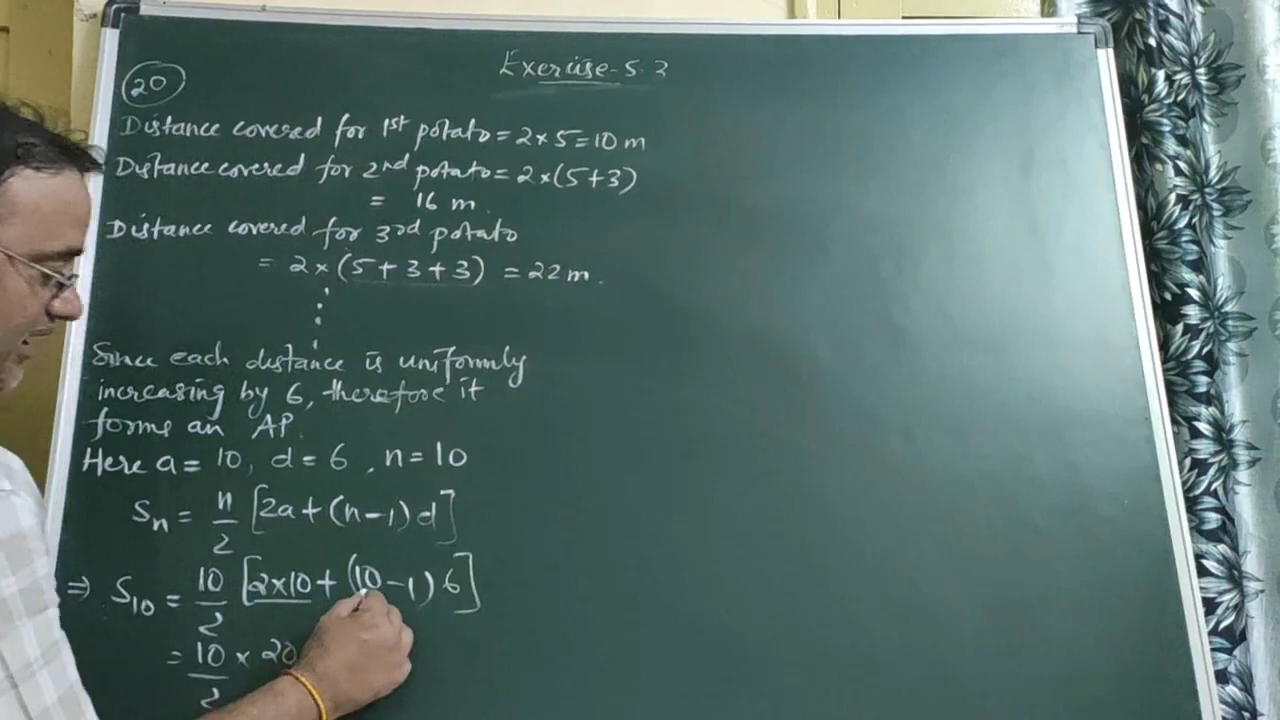 Exercise-5.3
20
Distance covered for 1st potato = 2×5 = 10 m
Distance covered for 2nd potato = 2×(5+3)
= 16 m.
Distance covered for 3rd potato
= 2×(5+3+3) = 22 m.
⋮
Since each distance is uniformly
increasing by 6, therefore it
forms an AP.
Here a = 10, d = 6, n = 10
Sn = n/2 [2a+(n-1)d]
⇒ S10 = 10/2 [2×10+(10-1)6]
= 10/2 × 20